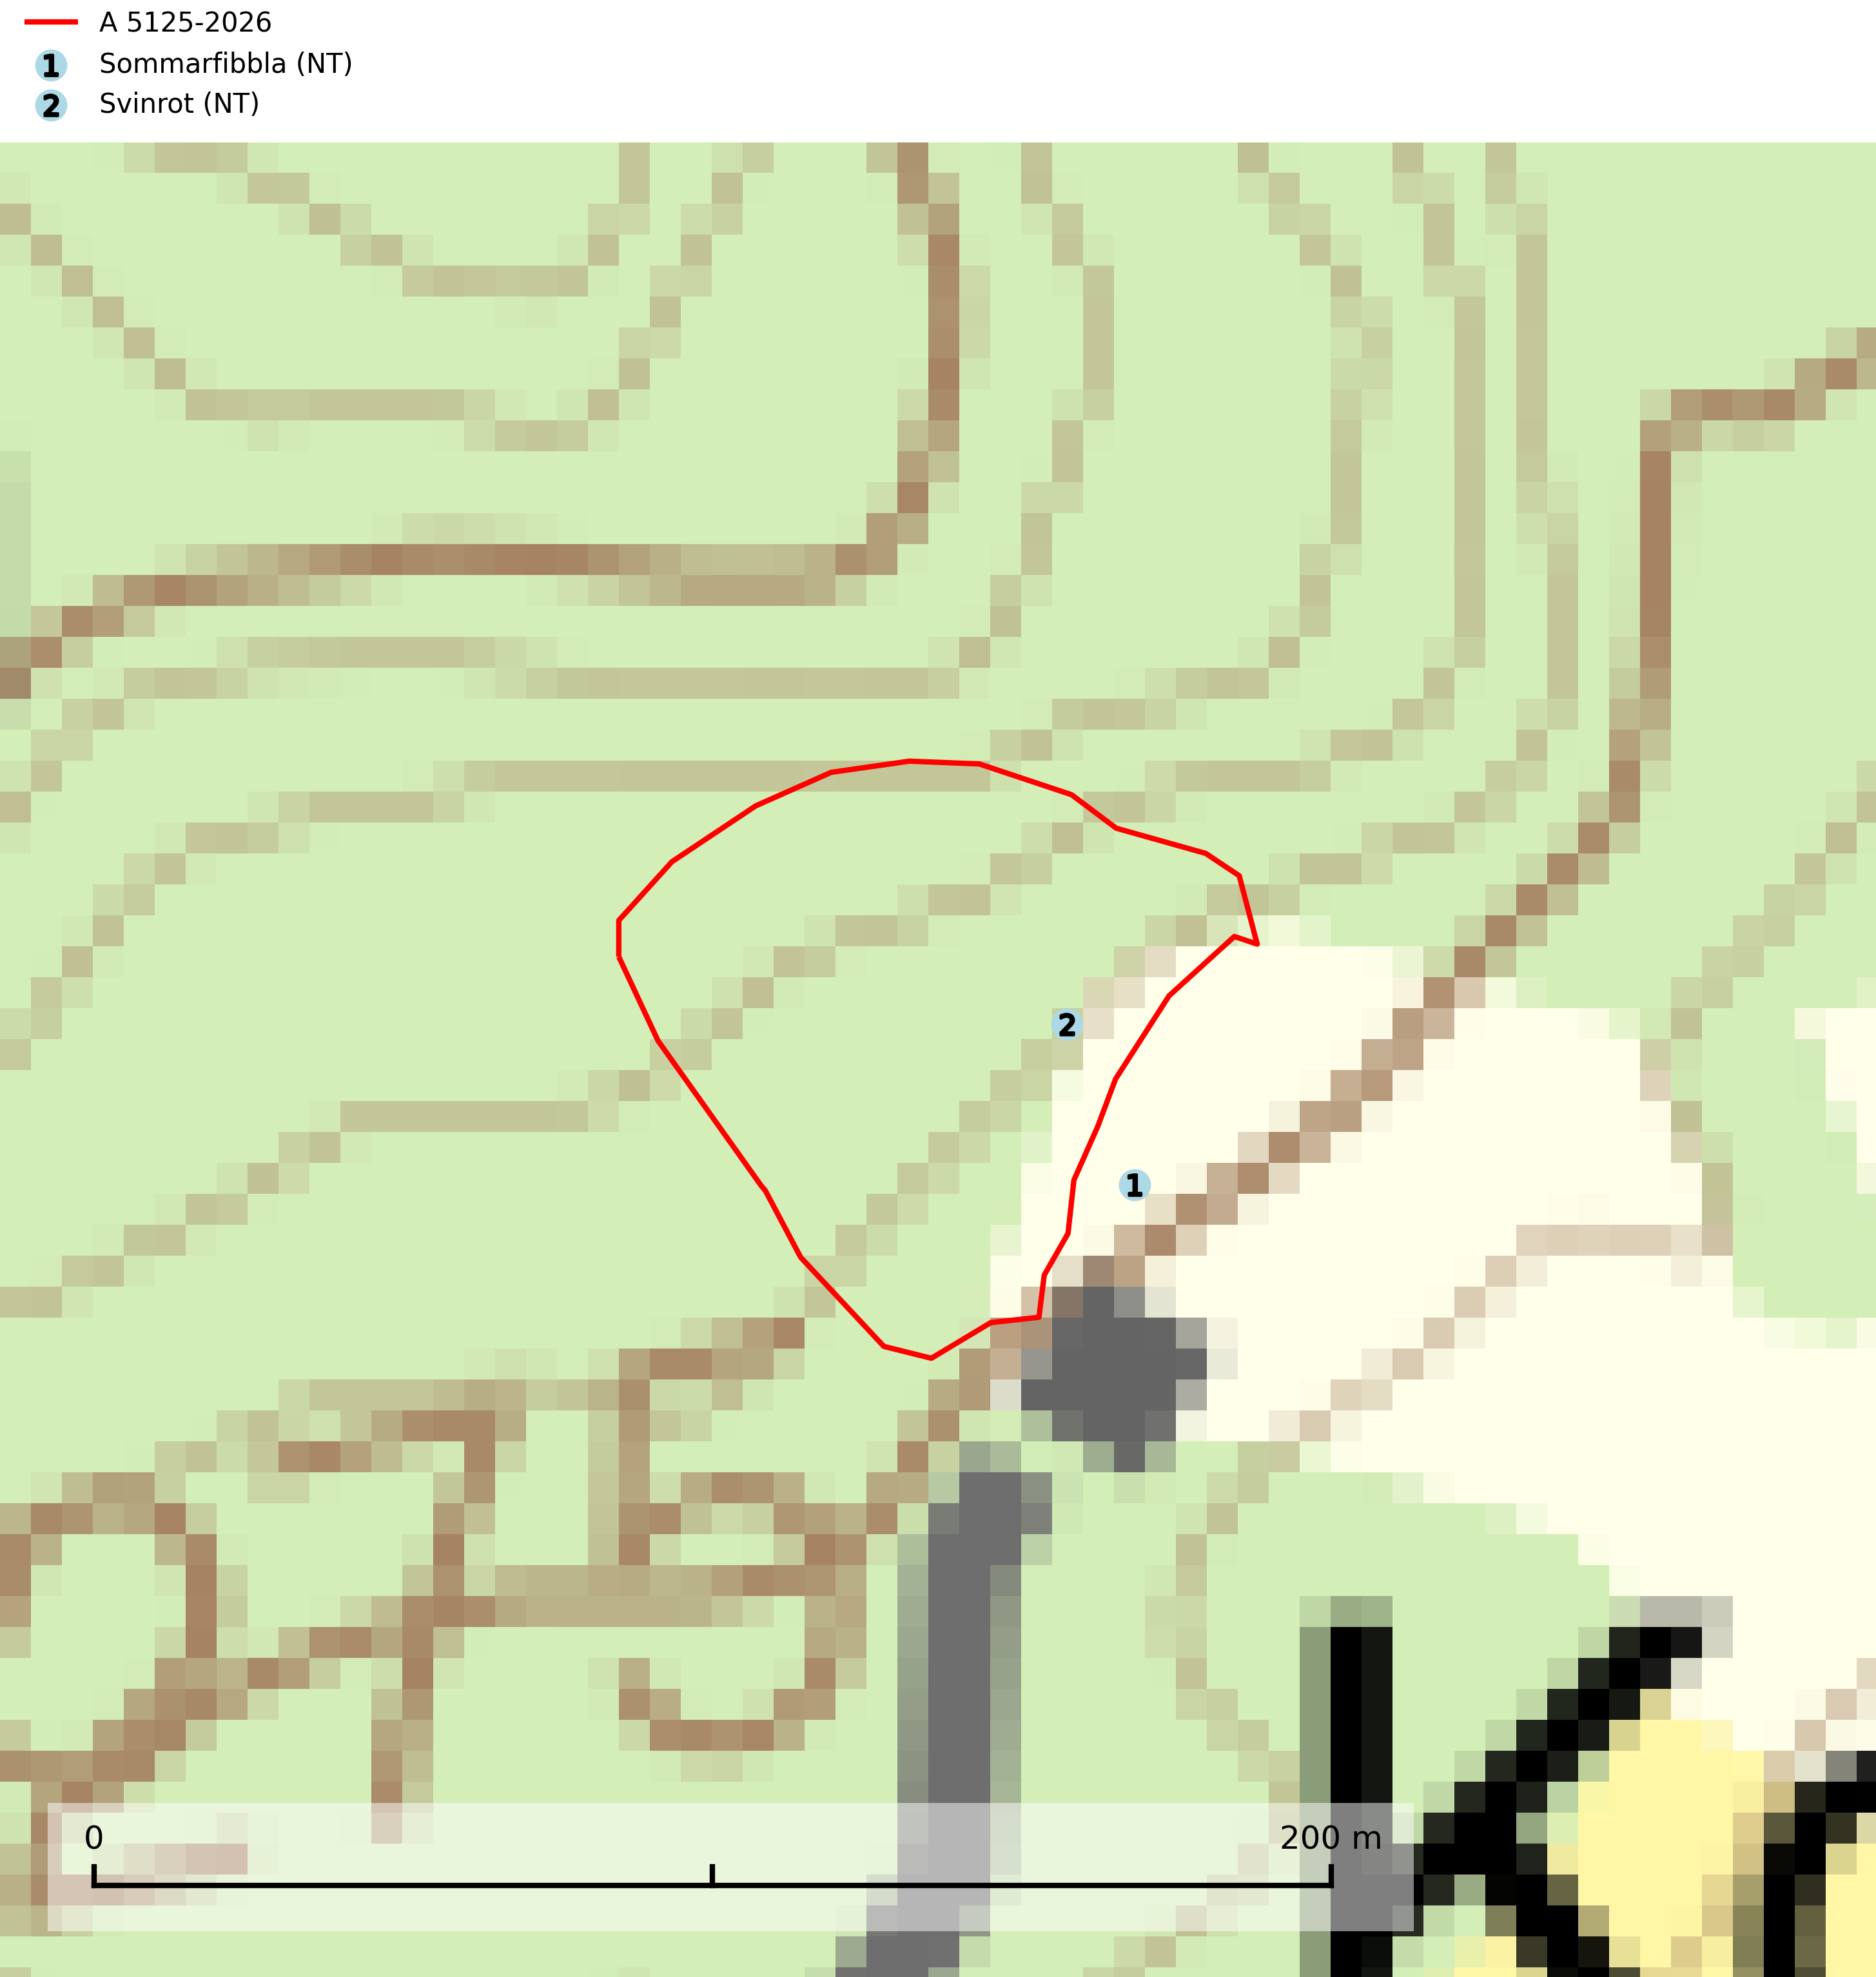 A 5125-2026
1 Sommarfibbla (NT)
2 Svinrot (NT)
2
1
0 200 m